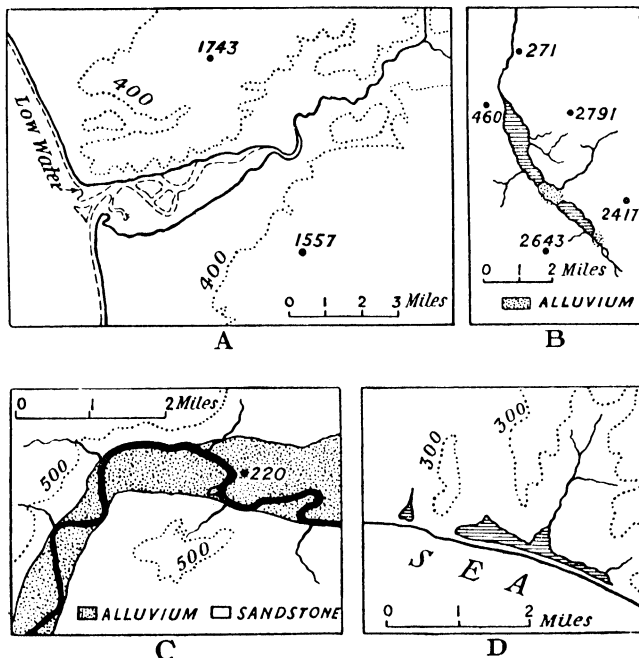 1743
400
Low Water
1557
400
0 1 2 3 Miles
A
271
460
2791
2417
2643
0 1 2
Miles
ALLUVIUM
B
0 1 2 Miles
500
220
500
ALLUVIUM SANDSTONE
C
300
300
SEA
0 1 2
Miles
D